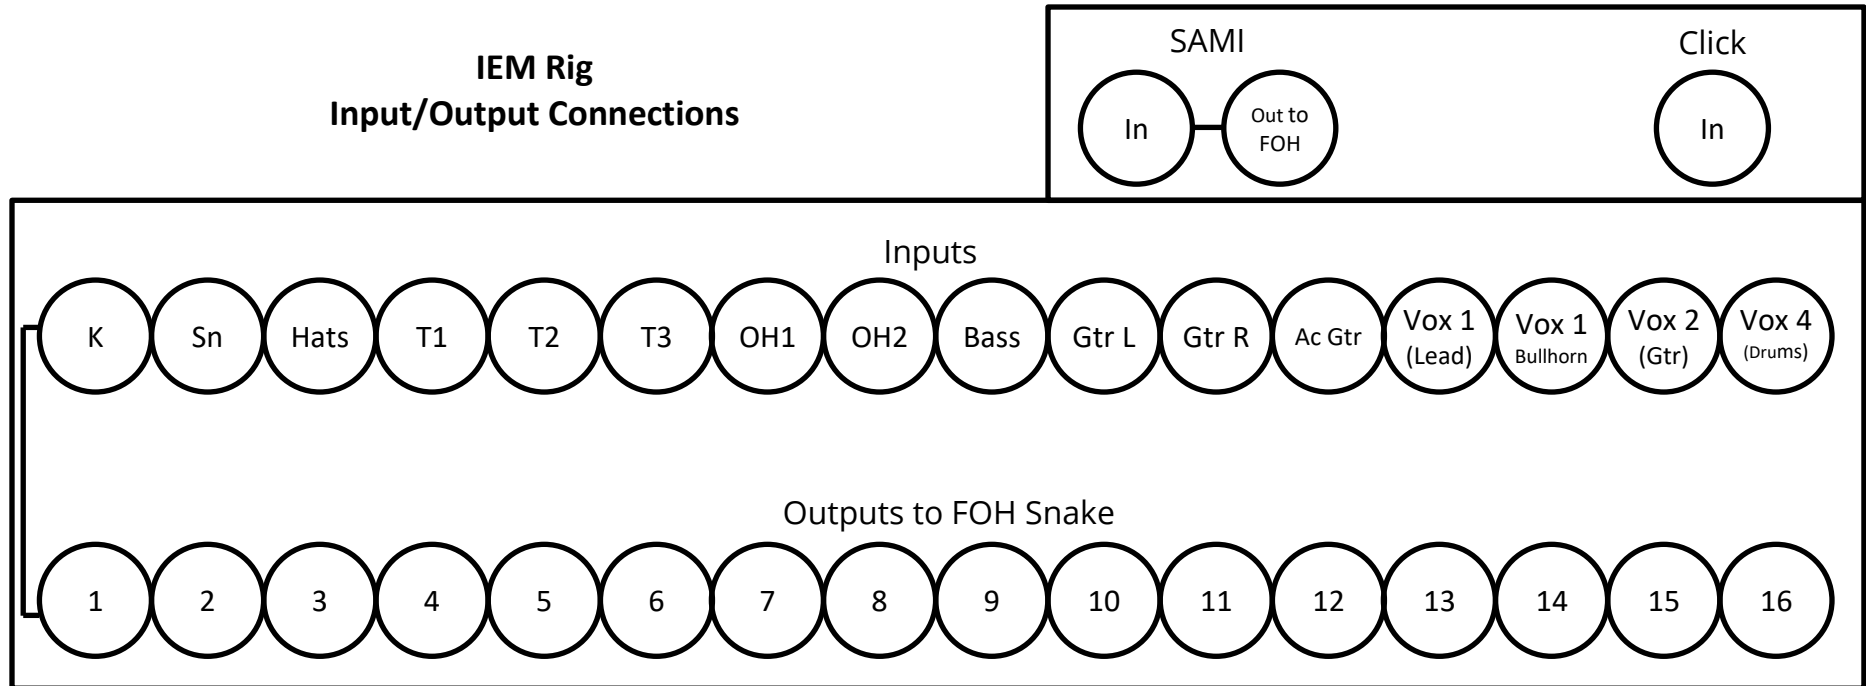 IEM Rig
Input/Output Connections
SAMI
Click
In
Out to
FOH
In
Inputs
K
Sn
Hats
T1
T2
T3
OH1
OH2
Bass
Gtr L
Gtr R
Ac Gtr
Vox 1
(Lead)
Vox 1
Bullhorn
Vox 2
(Gtr)
Vox 4
(Drums)
Outputs to FOH Snake
1
2
3
4
5
6
7
8
9
10
11
12
13
14
15
16